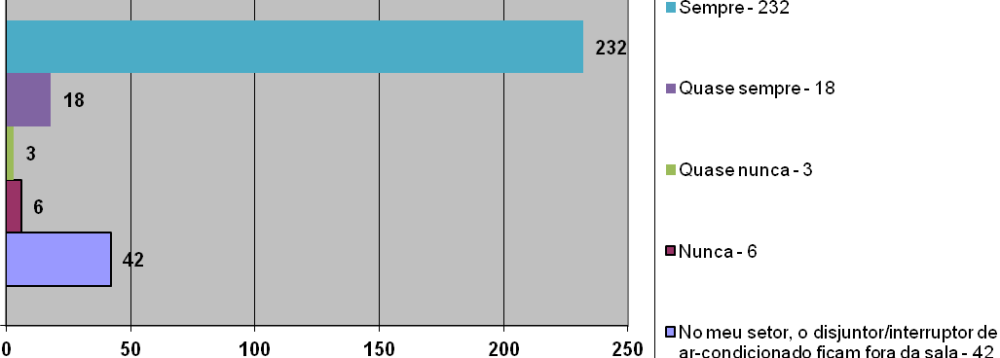 232
18
3
6
42
0 50 100 150 200 250
Sempre - 232
Quase sempre - 18
Quase nunca - 3
Nunca - 6
No meu setor, o disjuntor/interruptor de
ar-condicionado ficam fora da sala - 42